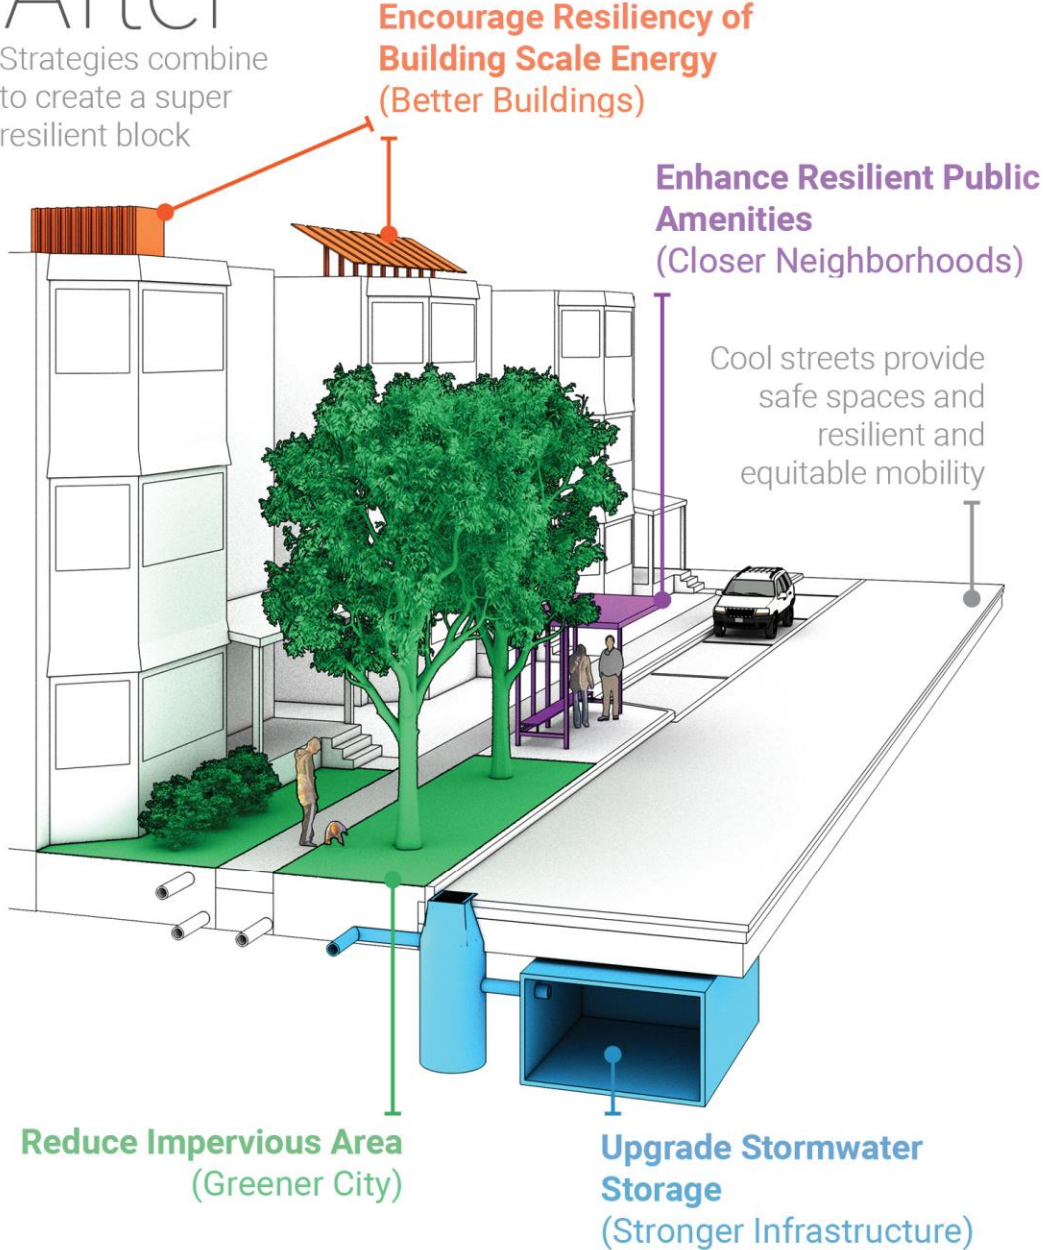 After
Strategies combine
to create a super
resilient block
Encourage Resiliency of
Building Scale Energy
(Better Buildings)
Enhance Resilient Public
Amenities
(Closer Neighborhoods)
Cool streets provide
safe spaces and
resilient and
equitable mobility
Reduce Impervious Area
(Greener City)
Upgrade Stormwater
Storage
(Stronger Infrastructure)